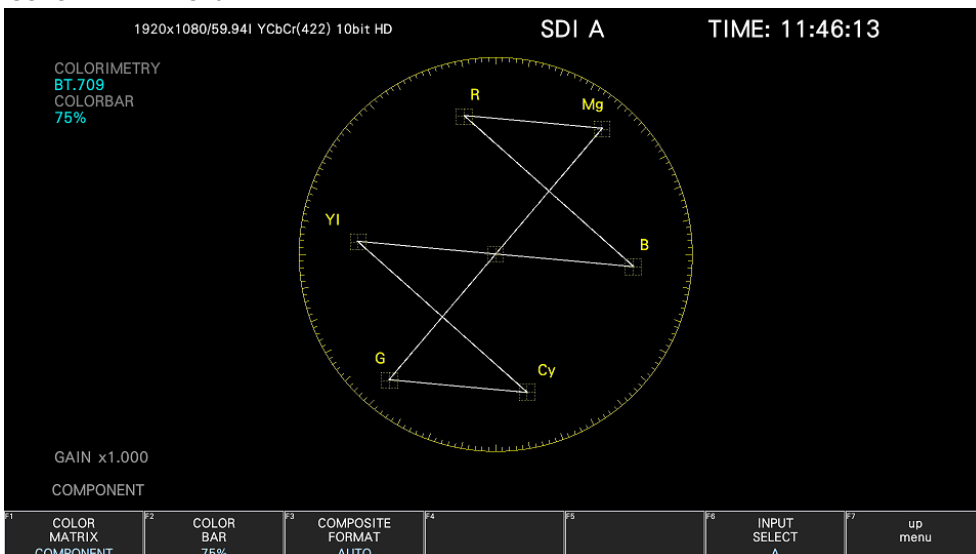 1920x1080/59.94I YCbCr(422) 10bit HD
SDI A
TIME: 11:46:13
COLORIMETRY
BT.709
COLORBAR
75%
R
Mg
YI
B
G
Cy
GAIN x1.000
COMPONENT
F1
COLOR
MATRIX
COMPONENT
F2
COLOR
BAR
75%
F3
COMPOSITE
FORMAT
AUTO
F4
F5
F6
INPUT
SELECT
A
F7
up
menu